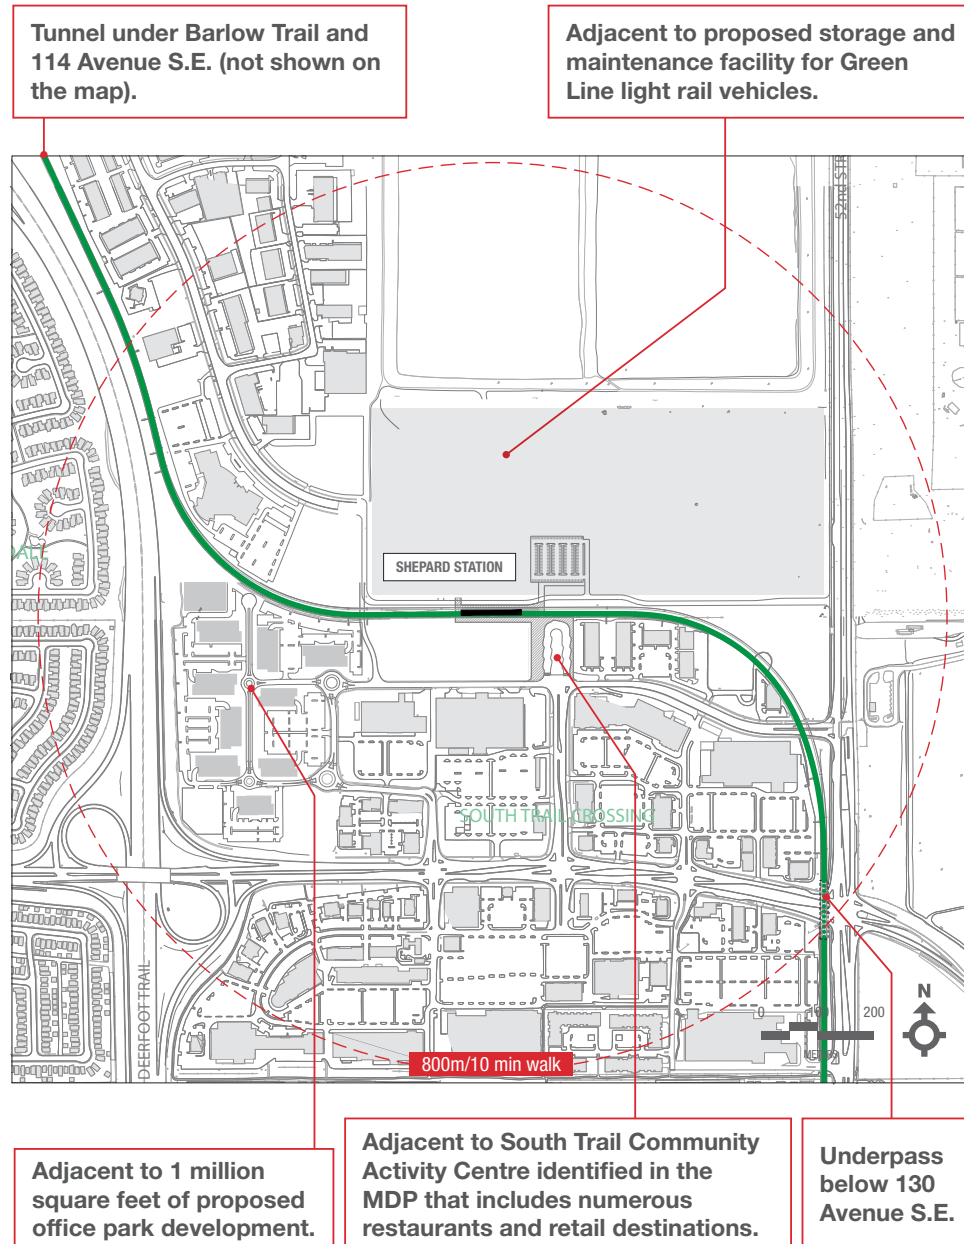 Tunnel under Barlow Trail and
114 Avenue S.E. (not shown on
the map).
Adjacent to proposed storage and
maintenance facility for Green
Line light rail vehicles.
52ND
SHEPARD STATION
SOUTH TRAIL CROSSING
DEERFOOT TRAIL
0 100 200
METRES
N
800m/10 min walk
Adjacent to 1 million
square feet of proposed
office park development.
Adjacent to South Trail Community
Activity Centre identified in the
MDP that includes numerous
restaurants and retail destinations.
Underpass
below 130
Avenue S.E.